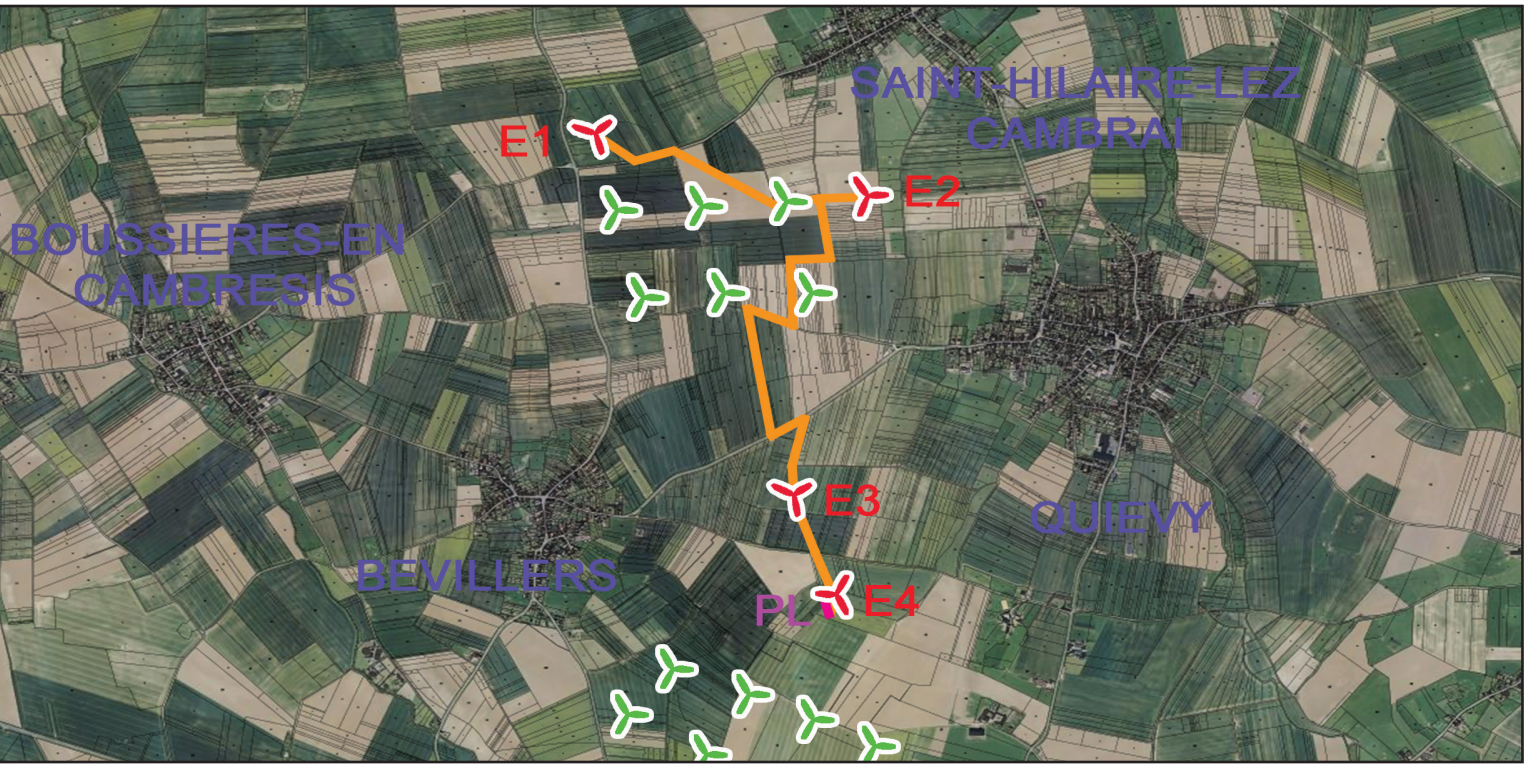 SAINT-HILAIRE-LEZ
CAMBRAI
E1
E2
BOUSSIERES-EN
CAMBRESIS
E3
QUIEVY
BEVILLERS
PL
E4